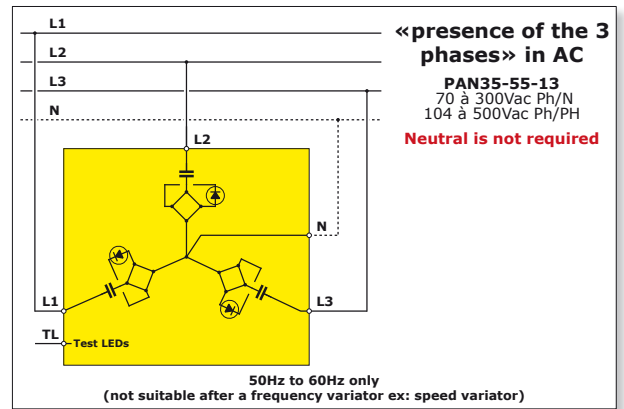 L1
L2
L3
N
«presence of the 3
phases» in AC
PAN35-55-13
70 à 300Vac Ph/N
104 à 500Vac Ph/PH
Neutral is not required
L2
N
L1
L3
TL
Test LEDs
50Hz to 60Hz only
(not suitable after a frequency variator ex: speed variator)